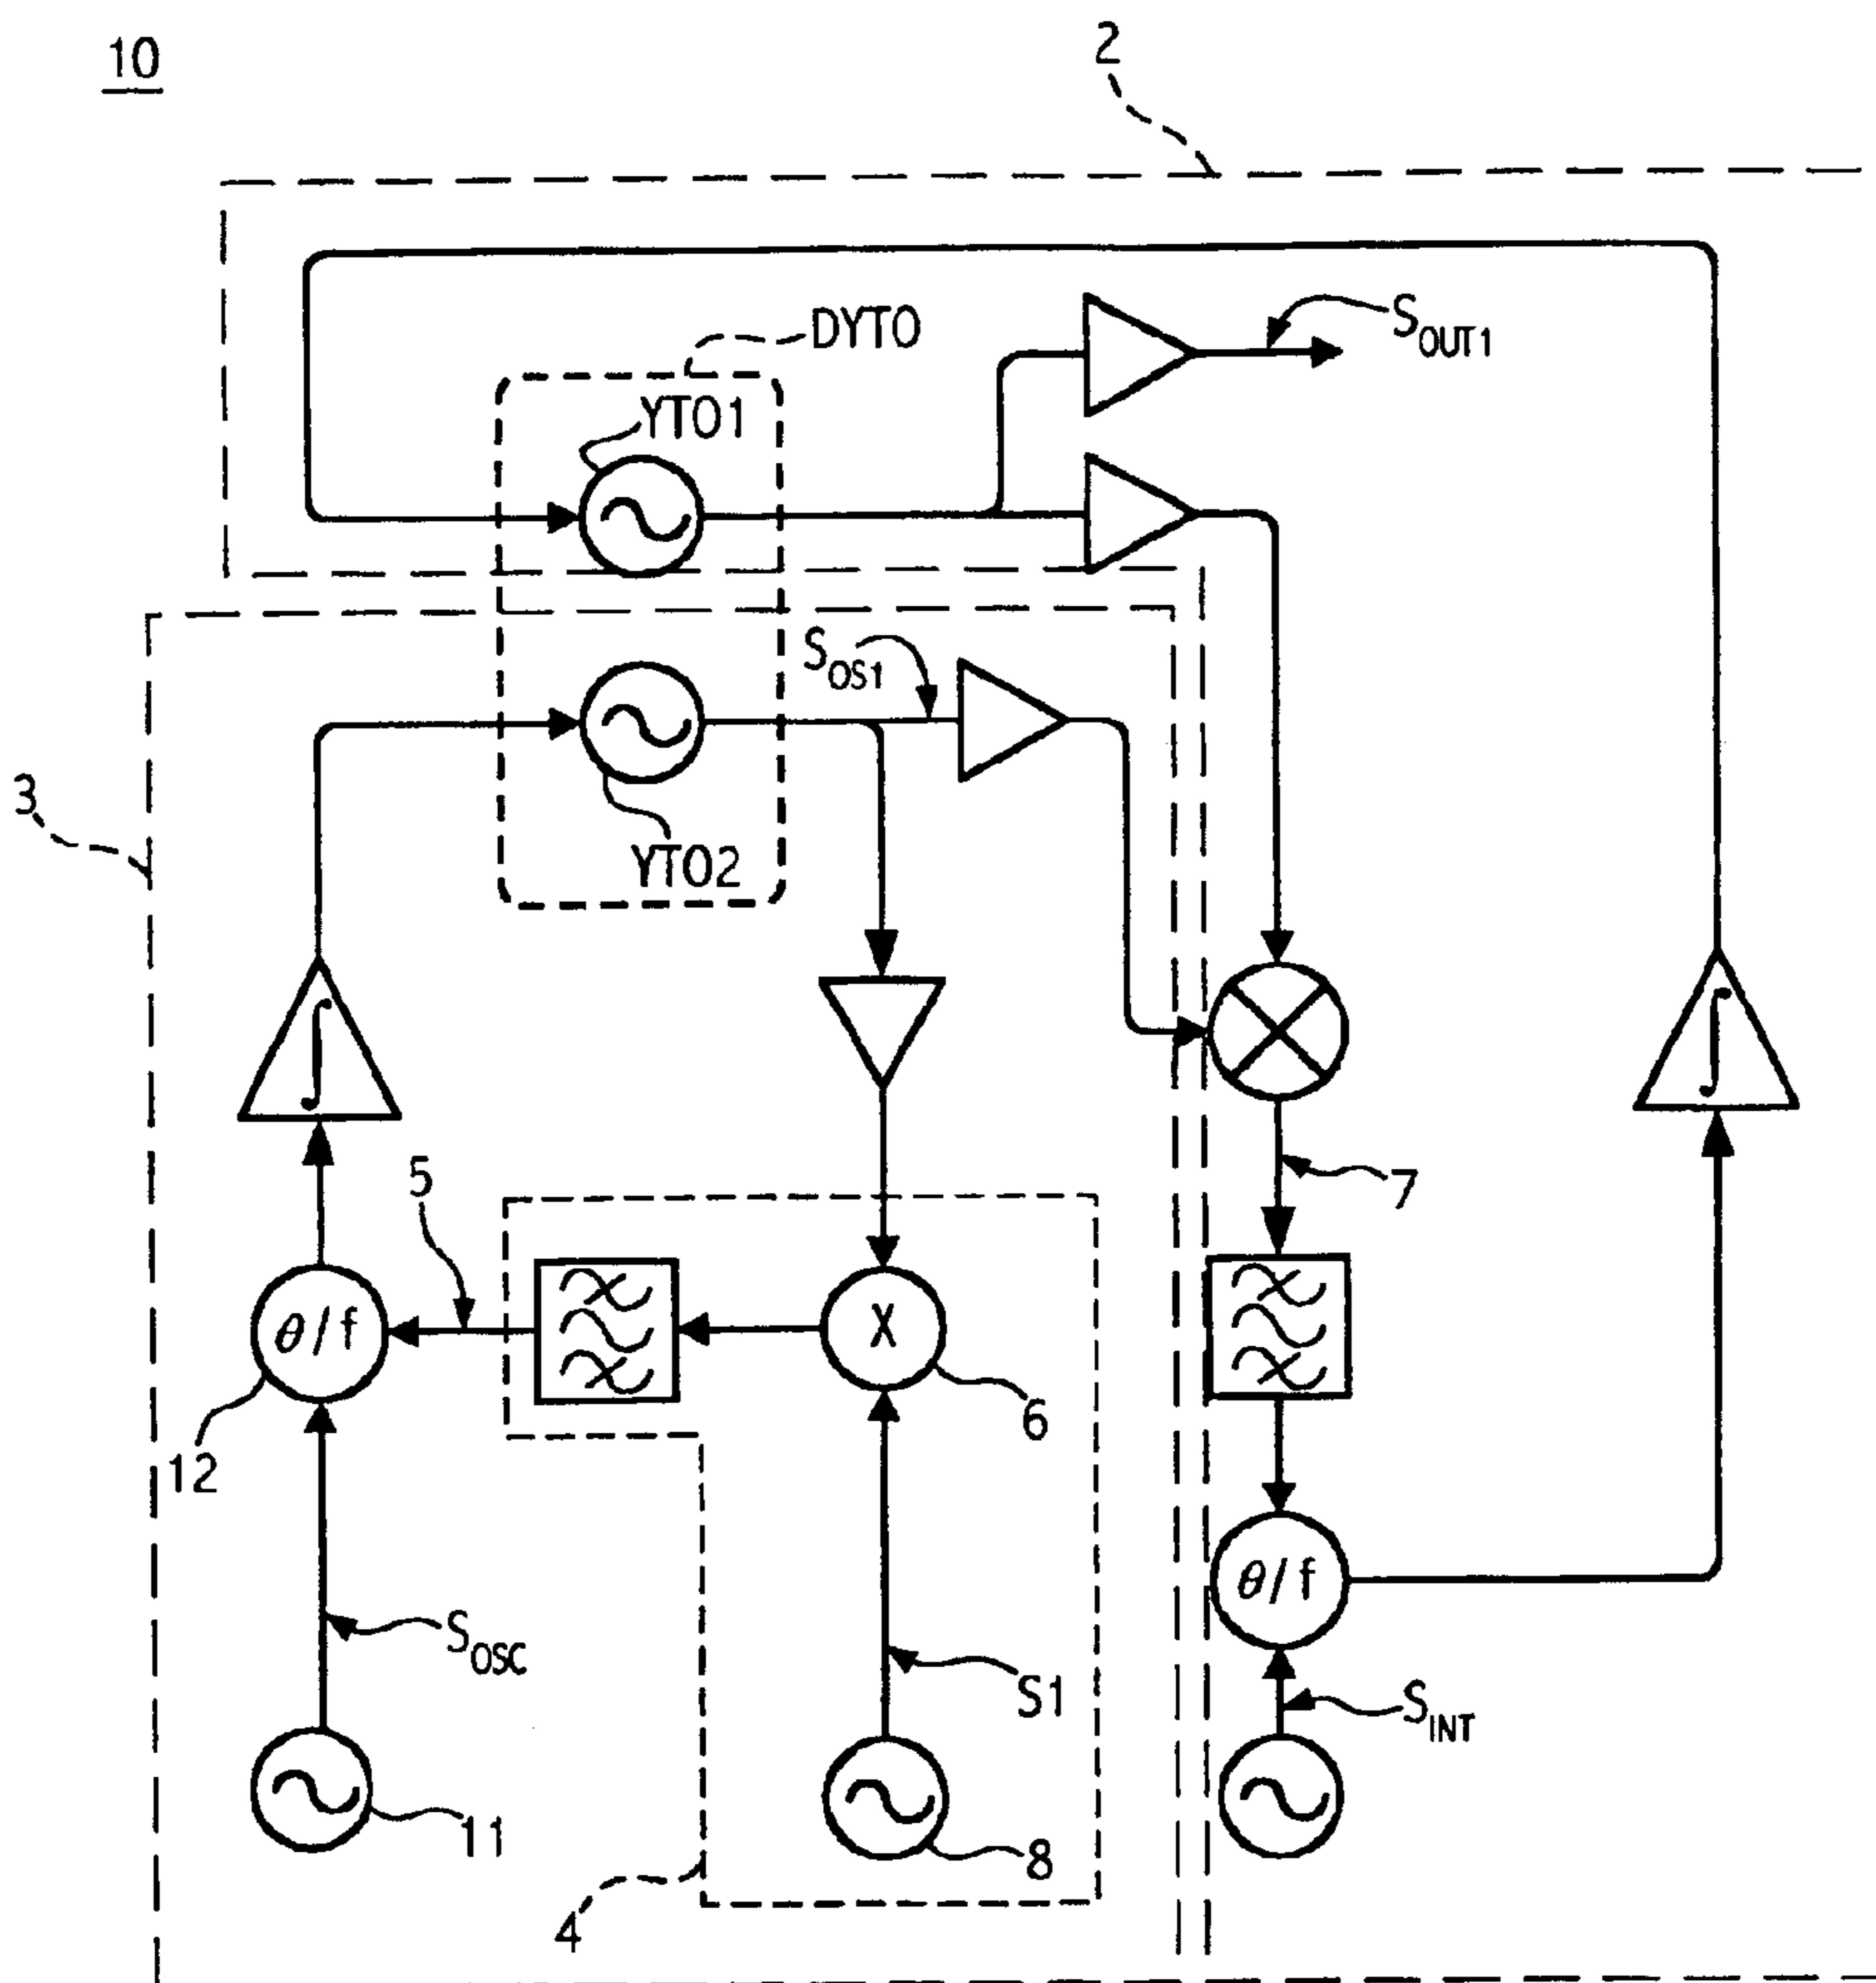 10
2
DYTO
S_OUT1
YTO1
S_OS1
3
YTO2
∫
∫
5
7
θ/f
X
6
12
θ/f
S_OSC
S1
S_INT
11
8
4